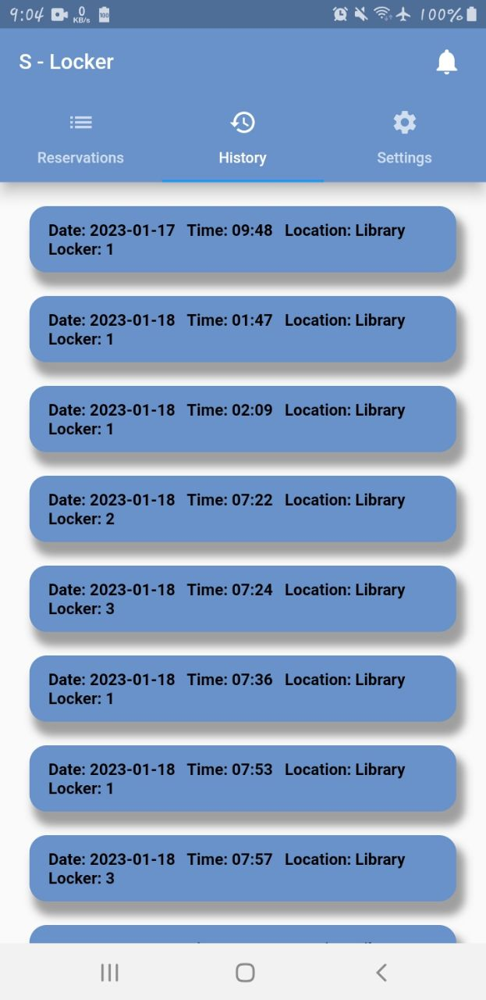 9:04 0 KB/s 100 100%
S - Locker
Reservations History Settings
Date: 2023-01-17 Time: 09:48 Location: Library
Locker: 1
Date: 2023-01-18 Time: 01:47 Location: Library
Locker: 1
Date: 2023-01-18 Time: 02:09 Location: Library
Locker: 1
Date: 2023-01-18 Time: 07:22 Location: Library
Locker: 2
Date: 2023-01-18 Time: 07:24 Location: Library
Locker: 3
Date: 2023-01-18 Time: 07:36 Location: Library
Locker: 1
Date: 2023-01-18 Time: 07:53 Location: Library
Locker: 1
Date: 2023-01-18 Time: 07:57 Location: Library
Locker: 3